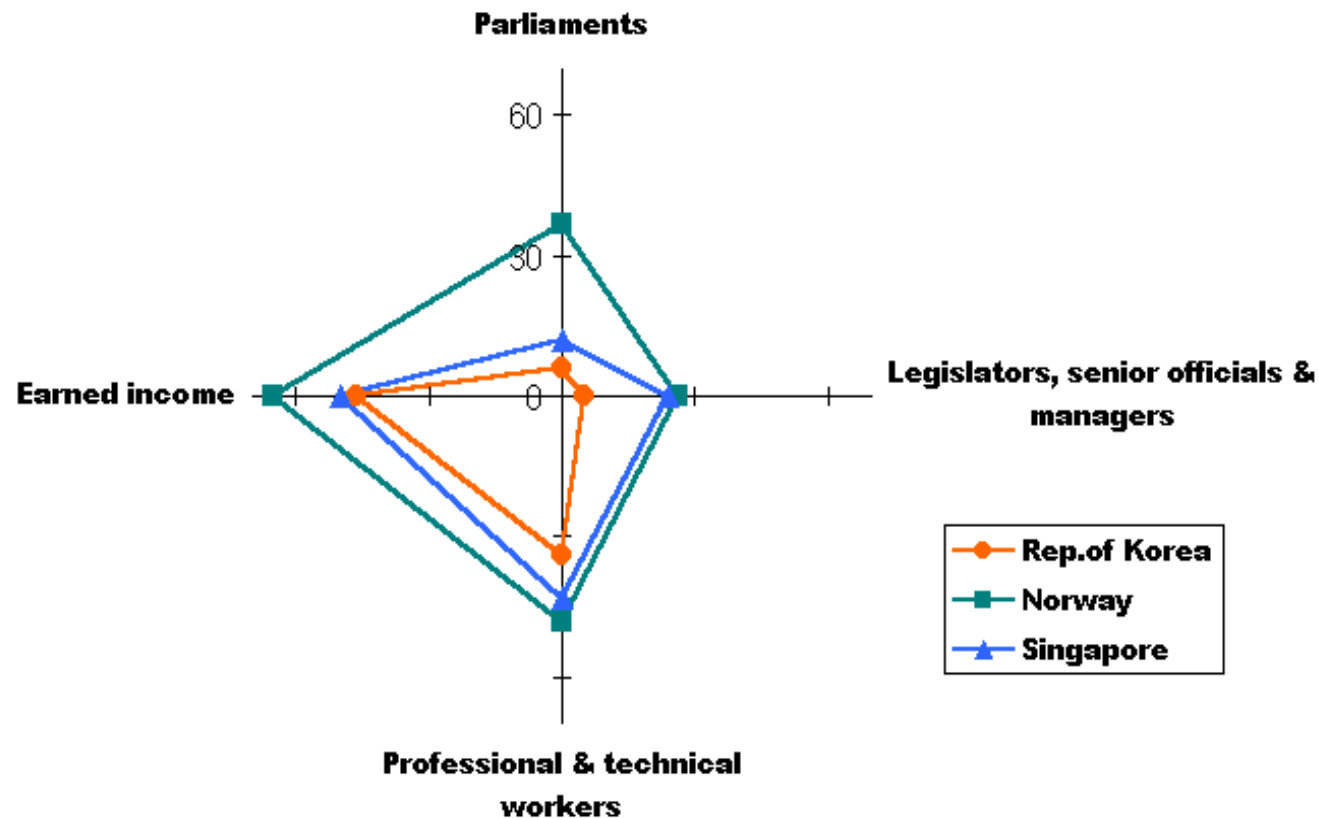 Parliaments
60
30
Earned income
0
Legislators, senior officials &
managers
Rep.of Korea
Norway
Singapore
Professional & technical
workers